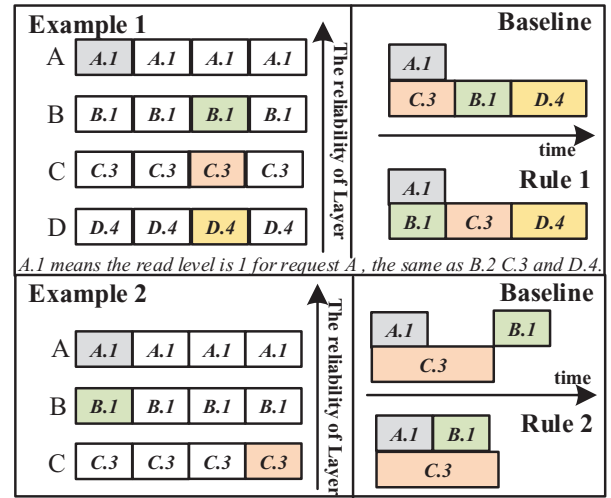 Example 1
A A.1 A.1 A.1 A.1
B B.1 B.1 B.1 B.1
C C.3 C.3 C.3 C.3
D D.4 D.4 D.4 D.4
The reliability of Layer
Baseline
A.1
C.3 B.1 D.4
time
Rule 1
A.1
B.1 C.3 D.4
A.1 means the read level is 1 for request A , the same as B.2 C.3 and D.4.
Example 2
A A.1 A.1 A.1 A.1
B B.1 B.1 B.1 B.1
C C.3 C.3 C.3 C.3
The reliability of Layer
Baseline
A.1 B.1
C.3
time
Rule 2
A.1 B.1
C.3